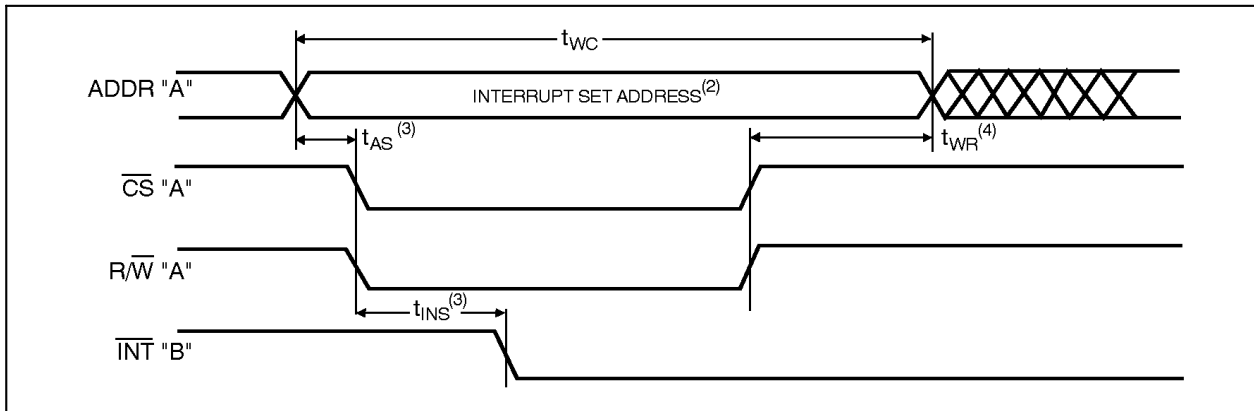 tWC
ADDR "A"
INTERRUPT SET ADDRESS(2)
tAS(3)
tWR(4)
CS "A"
R/W "A"
tINS(3)
INT "B"